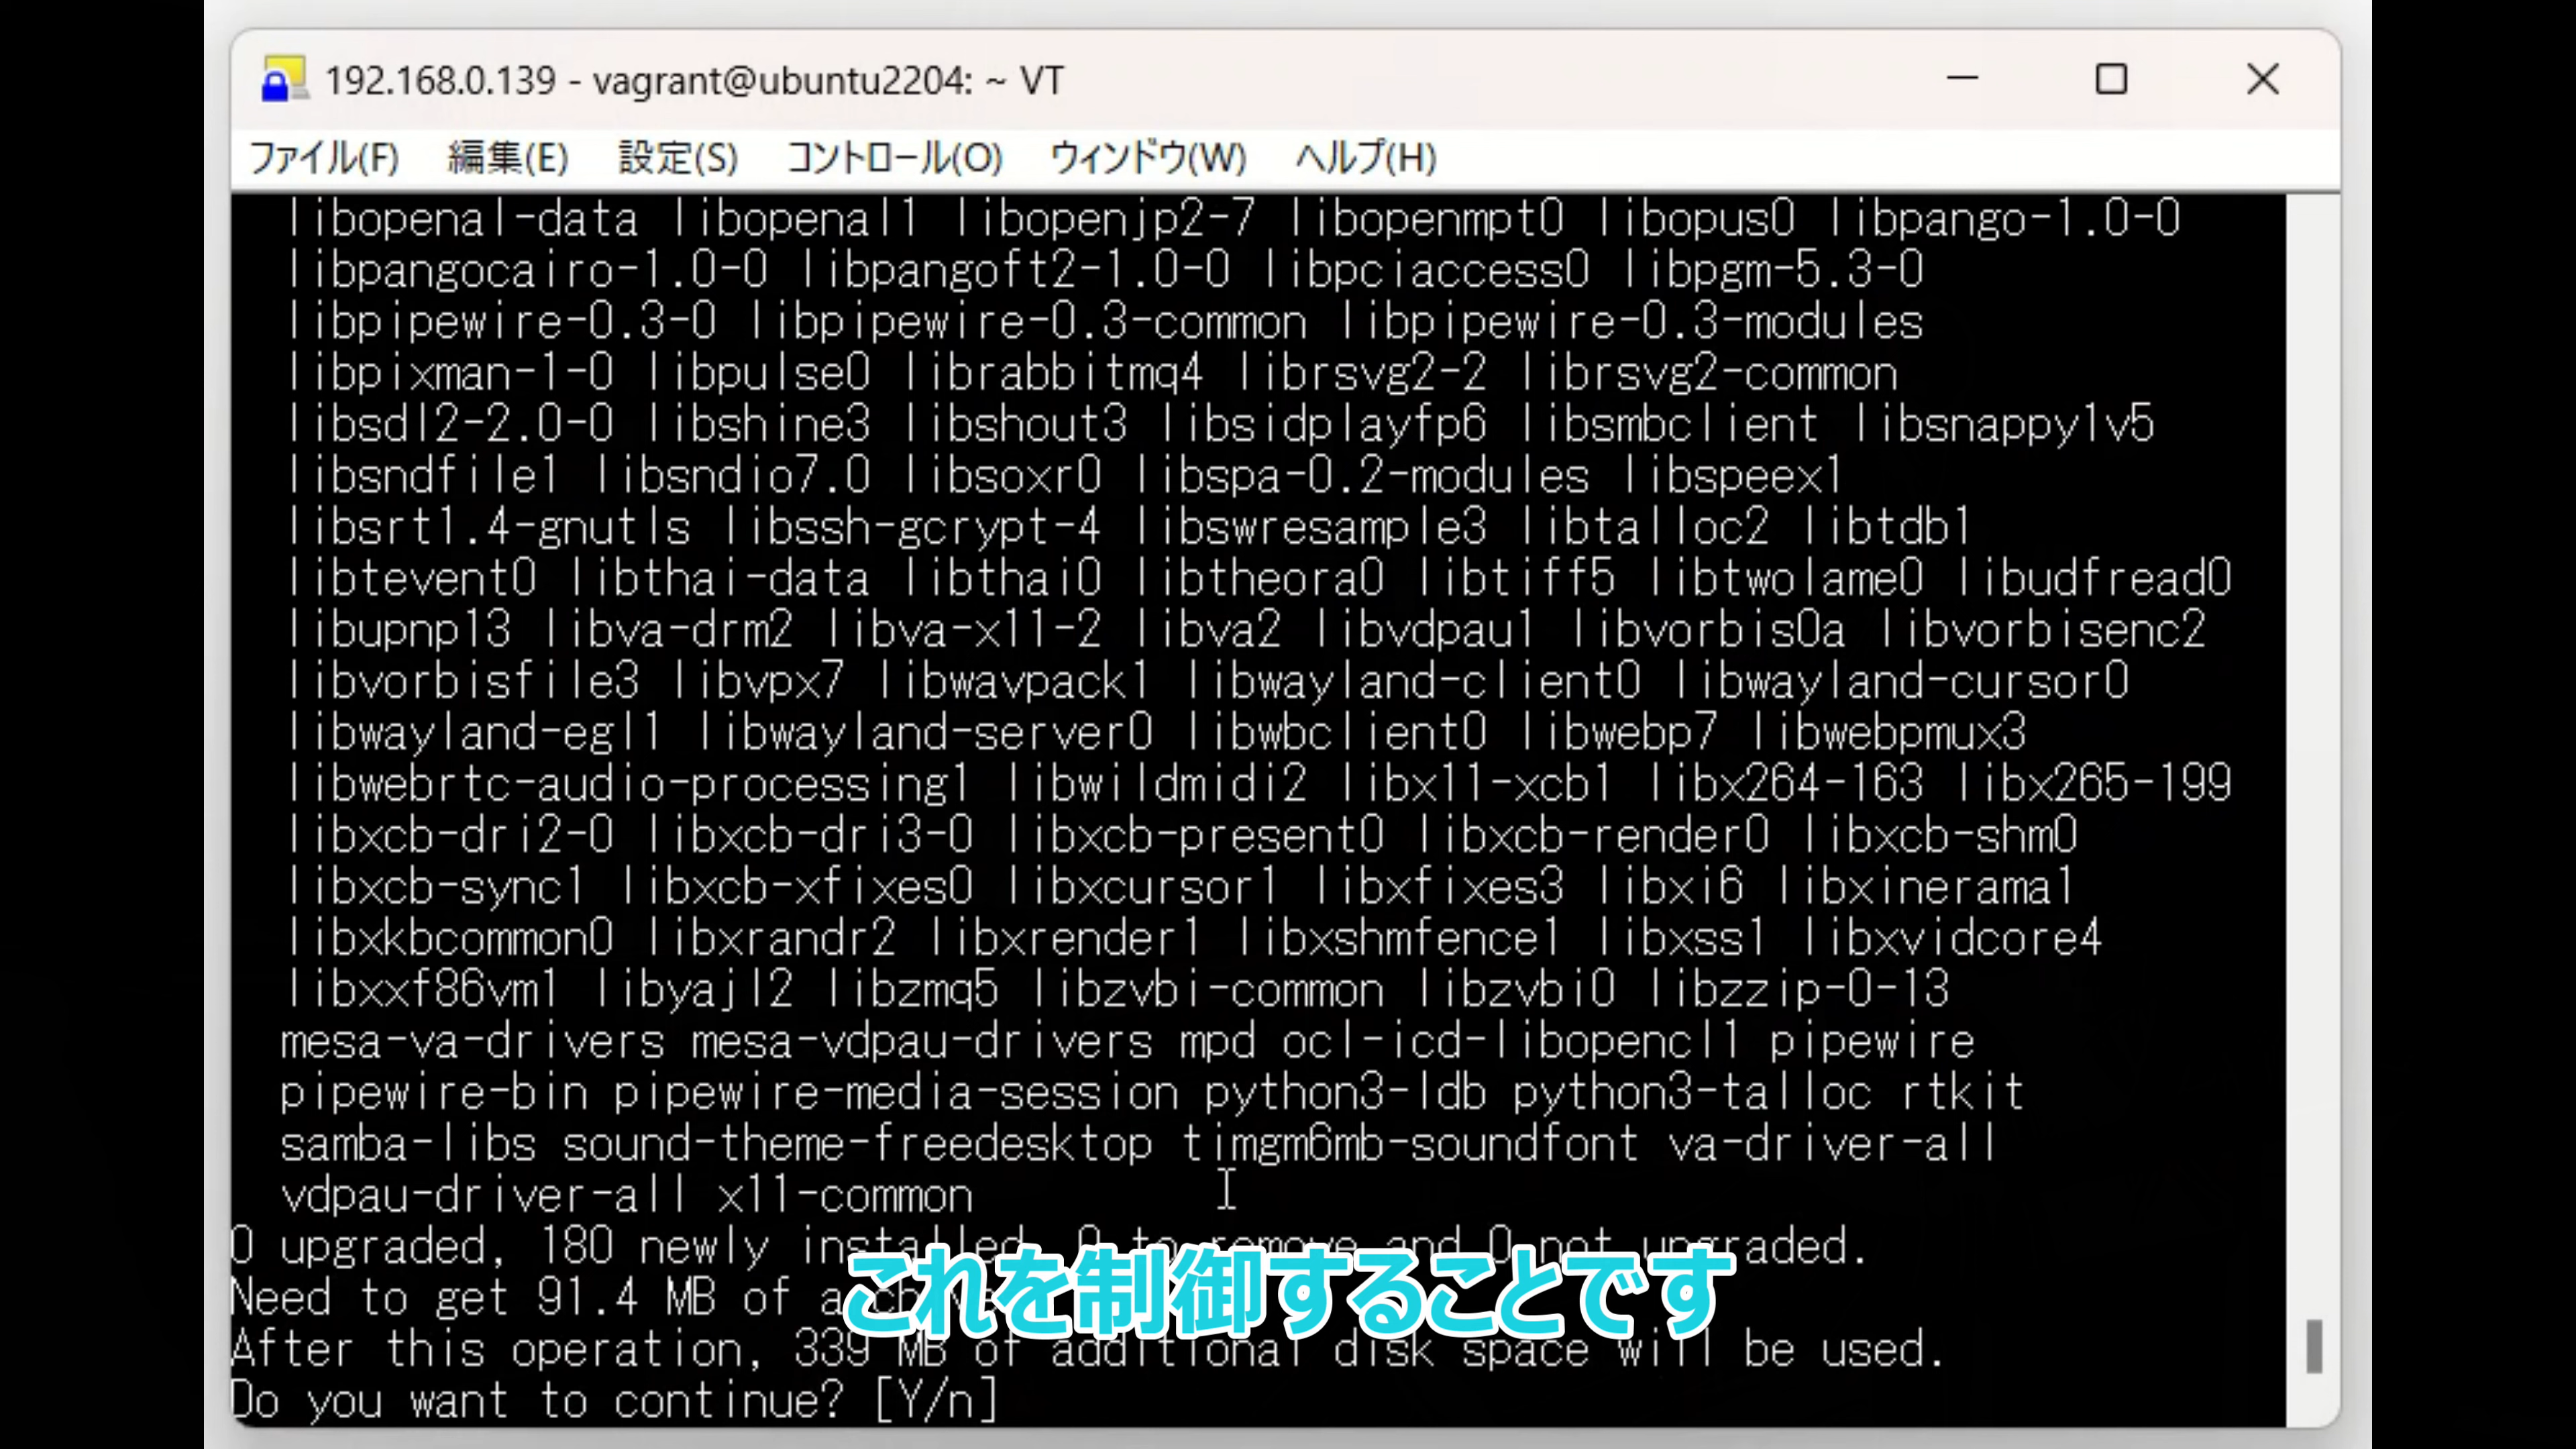 192.168.0.139 - vagrant@ubuntu2204: ~ VT
ファイル(F) 編集(E) 設定(S) コントロール(O) ウィンドウ(W) ヘルプ(H)
libopenal-data libopenal1 libopenjp2-7 libopenmpt0 libopus0 libpango-1.0-0
libpangocairo-1.0-0 libpangoft2-1.0-0 libpciaccess0 libpgm-5.3-0
libpipewire-0.3-0 libpipewire-0.3-common libpipewire-0.3-modules
libpixman-1-0 libpulse0 librabbitmq4 librsvg2-2 librsvg2-common
libsdl2-2.0-0 libshine3 libshout3 libsidplayfp6 libsmbclient libsnappy1v5
libsndfile1 libsndio7.0 libsoxr0 libspa-0.2-modules libspeex1
libsrt1.4-gnutls libssh-gcrypt-4 libswresample3 libtalloc2 libtdb1
libtevent0 libthai-data libthai0 libtheora0 libtiff5 libtwolame0 libudfread0
libupnp13 libva-drm2 libva-x11-2 libva2 libvdpau1 libvorbis0a libvorbisenc2
libvorbisfile3 libvpx7 libwavpack1 libwayland-client0 libwayland-cursor0
libwayland-egl1 libwayland-server0 libwbclient0 libwebp7 libwebpmux3
libwebrtc-audio-processing1 libwildmidi2 libx11-xcb1 libx264-163 libx265-199
libxcb-dri2-0 libxcb-dri3-0 libxcb-present0 libxcb-render0 libxcb-shm0
libxcb-sync1 libxcb-xfixes0 libxcursor1 libxfixes3 libxi6 libxinerama1
libxkbcommon0 libxrandr2 libxrender1 libxshmfence1 libxss1 libxvidcore4
libxxf86vm1 libyajl2 libzmq5 libzvbi-common libzvbi0 libzzip-0-13
mesa-va-drivers mesa-vdpau-drivers mpd ocl-icd-libopencl1 pipewire
pipewire-bin pipewire-media-session python3-ldb python3-talloc rtkit
samba-libs sound-theme-freedesktop timgm6mb-soundfont va-driver-all
vdpau-driver-all x11-common
0 upgraded, 180 newly installed, 0 to remove and 0 not upgraded.
Need to get 91.4 MB of
これを制御することです
After this operation, 339 MB of additional disk space will be used.
Do you want to continue? [Y/n]